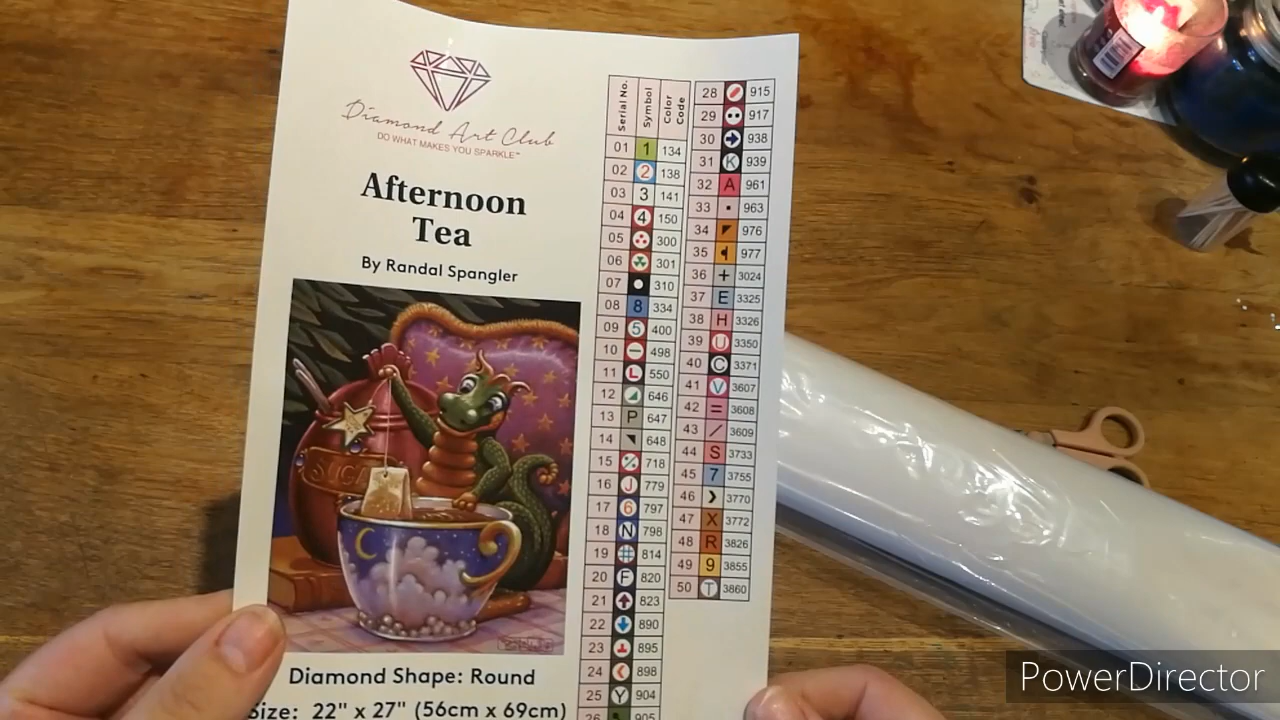 Diamond Art Club
DO WHAT MAKES YOU SPARKLE™
Afternoon
Tea
By Randal Spangler
SUGAR
Diamond Shape: Round
Size: 22" x 27" (56cm x 69cm)
Serial No. Symbol Color Code
01 1 134
02 2 138
03 3 141
04 4 150
05 300
06 301
07 310
08 8 334
09 5 400
10 498
11 L 550
12 646
13 P 647
14 648
15 718
16 J 779
17 6 797
18 N 798
19 814
20 F 820
21 823
22 890
23 895
24 898
25 Y 904
26 905
28 915
29 917
30 938
31 K 939
32 A 961
33 963
34 976
35 977
36 + 3024
37 E 3325
38 H 3326
39 U 3350
40 C 3371
41 V 3607
42 = 3608
43 / 3609
44 S 3733
45 7 3755
46 3770
47 X 3772
48 R 3826
49 9 3855
50 T 3860
PowerDirector